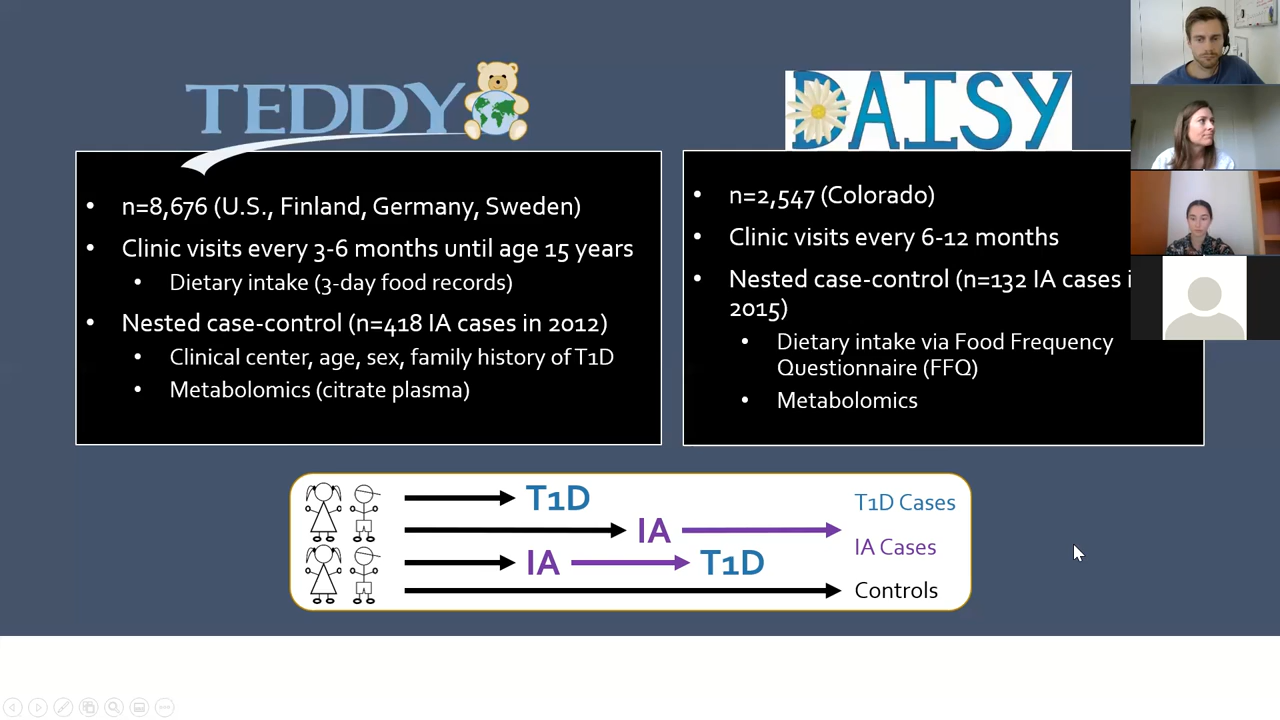 TEDDY
n=8,676 (U.S., Finland, Germany, Sweden)
Clinic visits every 3-6 months until age 15 years
Dietary intake (3-day food records)
Nested case-control (n=418 IA cases in 2012)
Clinical center, age, sex, family history of T1D
Metabolomics (citrate plasma)
DAISY
n=2,547 (Colorado)
Clinic visits every 6-12 months
Nested case-control (n=132 IA cases
2015)
Dietary intake via Food Frequency
Questionnaire (FFQ)
Metabolomics
T1D
IA
IA T1D
T1D Cases
IA Cases
Controls